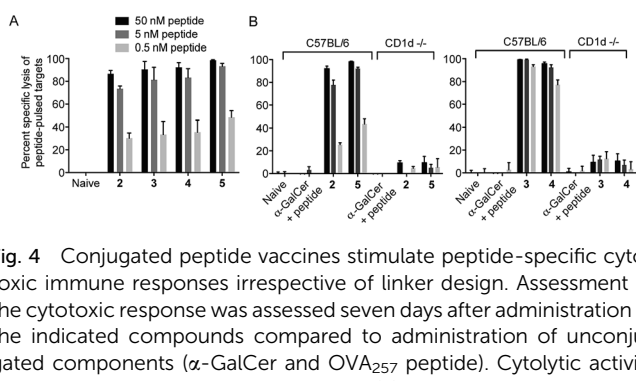 A
50 nM peptide
5 nM peptide
0.5 nM peptide
Percent specific lysis of
peptide-pulsed targets
100
80
60
40
20
0
Naive 2 3 4 5
B
C57BL/6 CD1d -/-
100
80
60
40
20
0
Naive
α-GalCer
+ peptide
2
5
α-GalCer
+ peptide
2
5
C57BL/6 CD1d -/-
100
80
60
40
20
0
Naive
α-GalCer
+ peptide
3
4
α-GalCer
+ peptide
3
4
Fig. 4 Conjugated peptide vaccines stimulate peptide-specific cyto
oxic immune responses irrespective of linker design. Assessment
he cytotoxic response was assessed seven days after administration
he indicated compounds compared to administration of unconju
gated components (α-GalCer and OVA257 peptide). Cytolytic activi